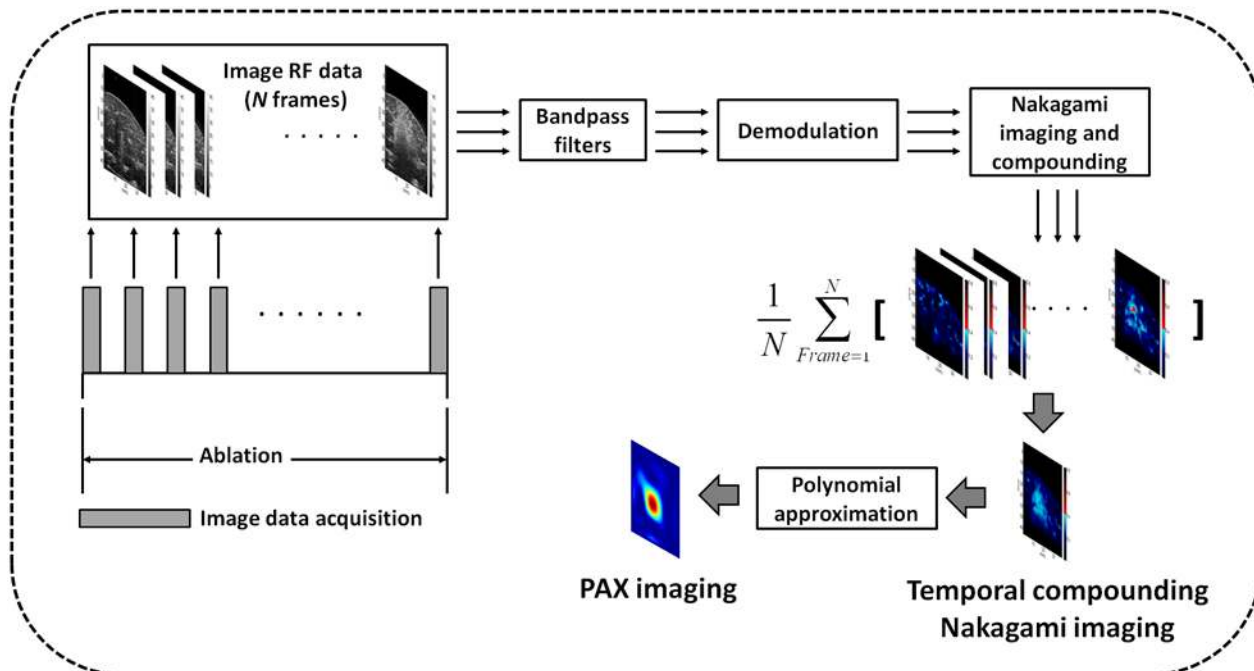 Image RF data
(N frames)
. . . . .
Bandpass
filters
Demodulation
Nakagami
imaging and
compounding
. . . . . .
1
N
N
∑
Frame=1
[
. . . .
]
Ablation
Image data acquisition
Polynomial
approximation
PAX imaging
Temporal compounding
Nakagami imaging